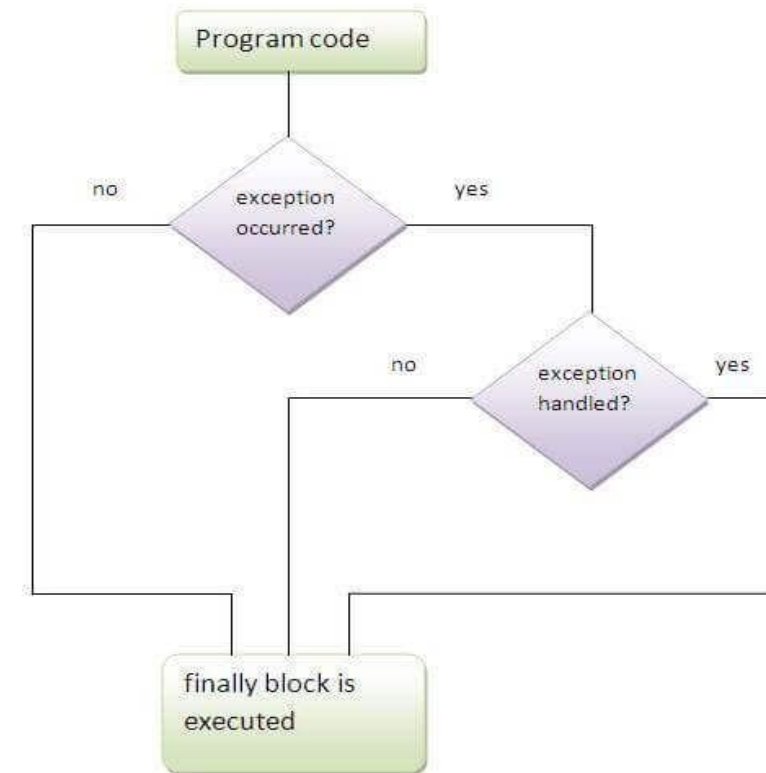 Program code
no
yes
exception
occurred?
no
yes
exception
handled?
finally block is
executed